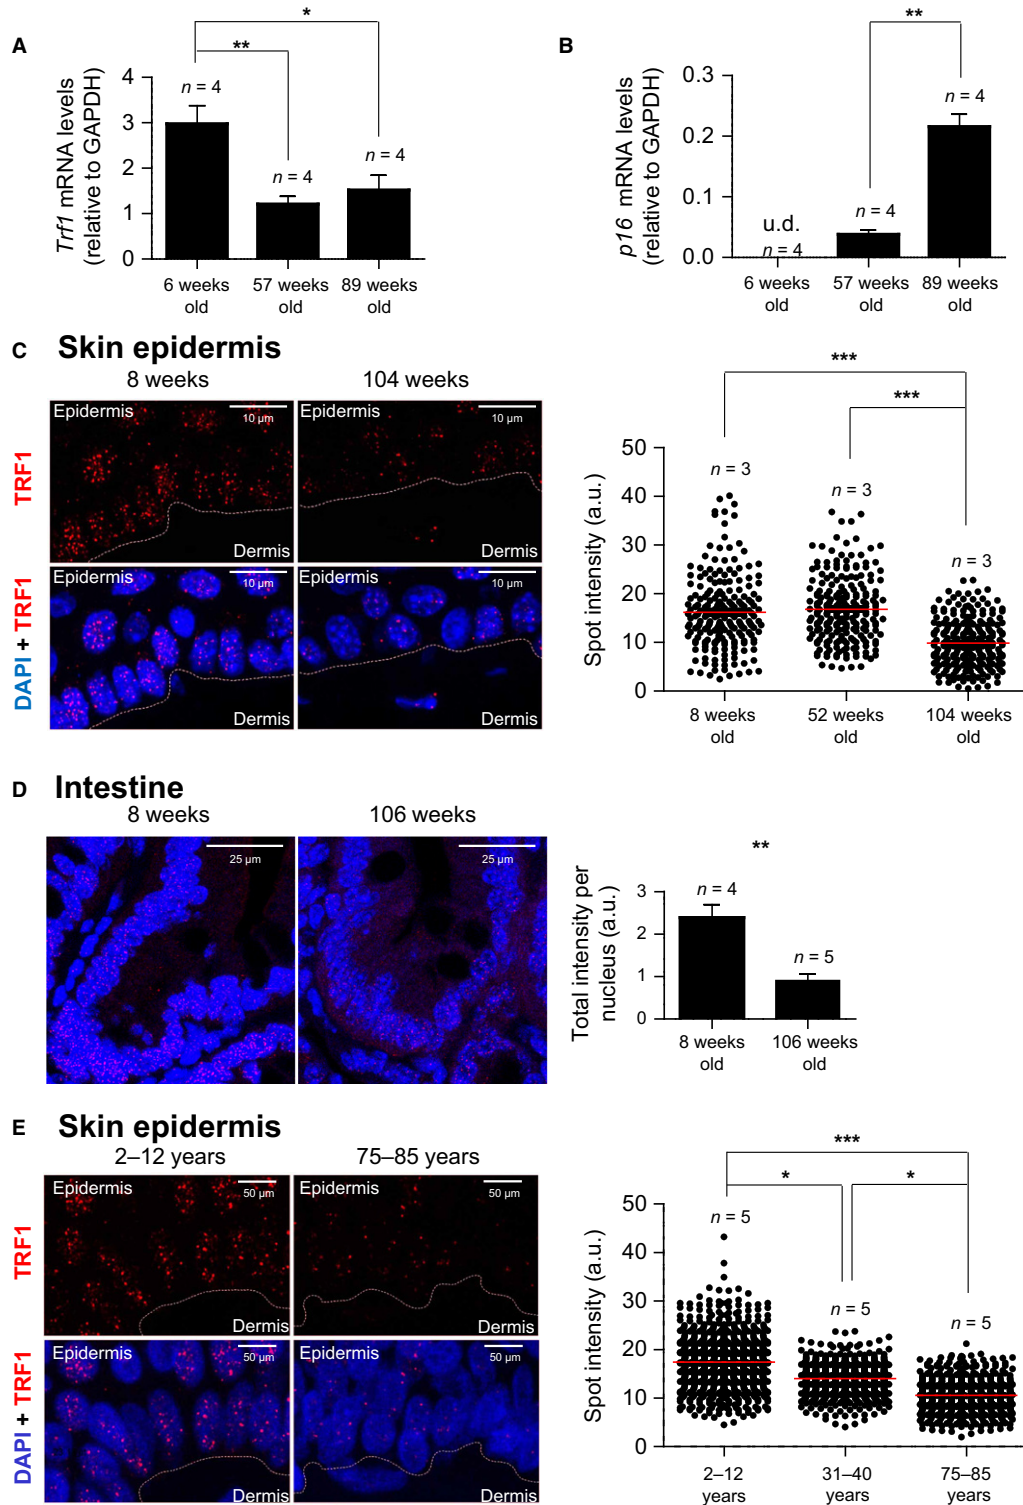 A
*
**
Trf1 mRNA levels
(relative to GAPDH)
4
3
2
1
0
n = 4
n = 4
n = 4
6 weeks
old
57 weeks
old
89 weeks
old
B
**
p16 mRNA levels
(relative to GAPDH)
0.3
0.2
0.1
0.0
u.d.
n = 4
n = 4
n = 4
6 weeks
old
57 weeks
old
89 weeks
old
C Skin epidermis
8 weeks
104 weeks
TRF1
Epidermis
10 µm
Dermis
Epidermis
10 µm
Dermis
DAPI + TRF1
Epidermis
10 µm
Dermis
Epidermis
10 µm
Dermis
***
***
Spot intensity (a.u.)
50
40
30
20
10
0
n = 3
n = 3
n = 3
8 weeks
old
52 weeks
old
104 weeks
old
D Intestine
8 weeks
106 weeks
25 µm
25 µm
**
Total intensity per
nucleus (a.u.)
3
2
1
0
n = 4
n = 5
8 weeks
old
106 weeks
old
E Skin epidermis
2–12 years
75–85 years
TRF1
Epidermis
50 µm
Dermis
Epidermis
50 µm
Dermis
DAPI + TRF1
Epidermis
50 µm
Dermis
Epidermis
50 µm
Dermis
***
*
*
Spot intensity (a.u.)
50
40
30
20
10
0
n = 5
n = 5
n = 5
2–12
years
31–40
years
75–85
years